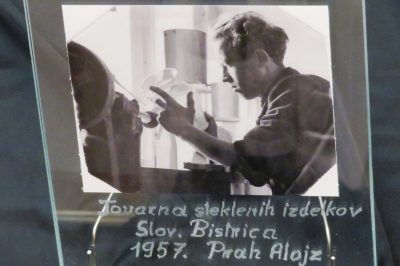 Tovarna steklenih izdelkov
Slov. Bistrica
1957. Prah Alojz